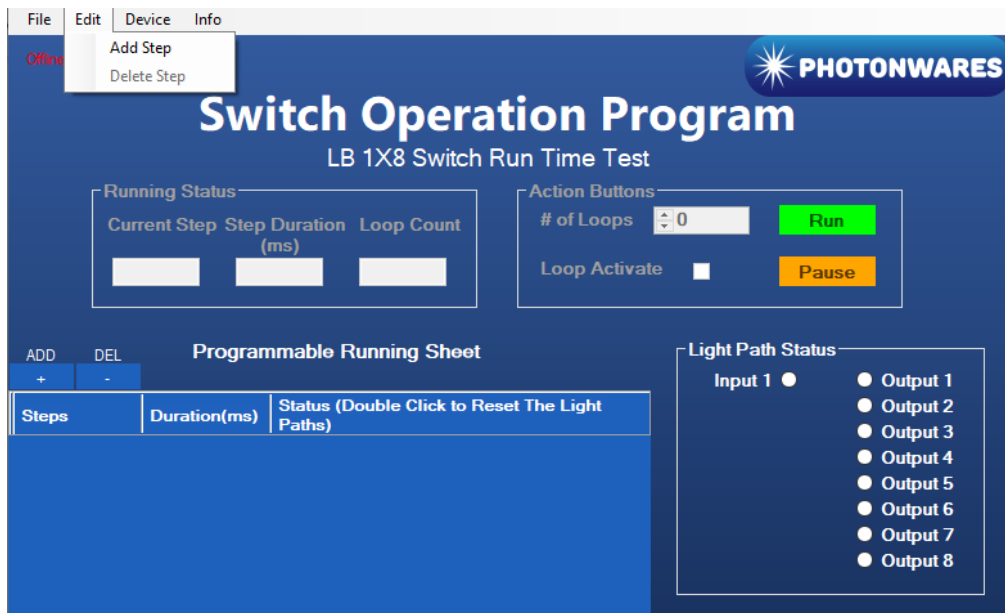 File Edit Device Info
Add Step
Delete Step
Offline
PHOTONWARES
Switch Operation Program
LB 1X8 Switch Run Time Test
Running Status
Current Step Step Duration (ms) Loop Count
Action Buttons
# of Loops 0 Run
Loop Activate Pause
ADD DEL
+ -
Programmable Running Sheet
Steps Duration(ms) Status (Double Click to Reset The Light
Paths)
Light Path Status
Input 1 Output 1
Output 2
Output 3
Output 4
Output 5
Output 6
Output 7
Output 8